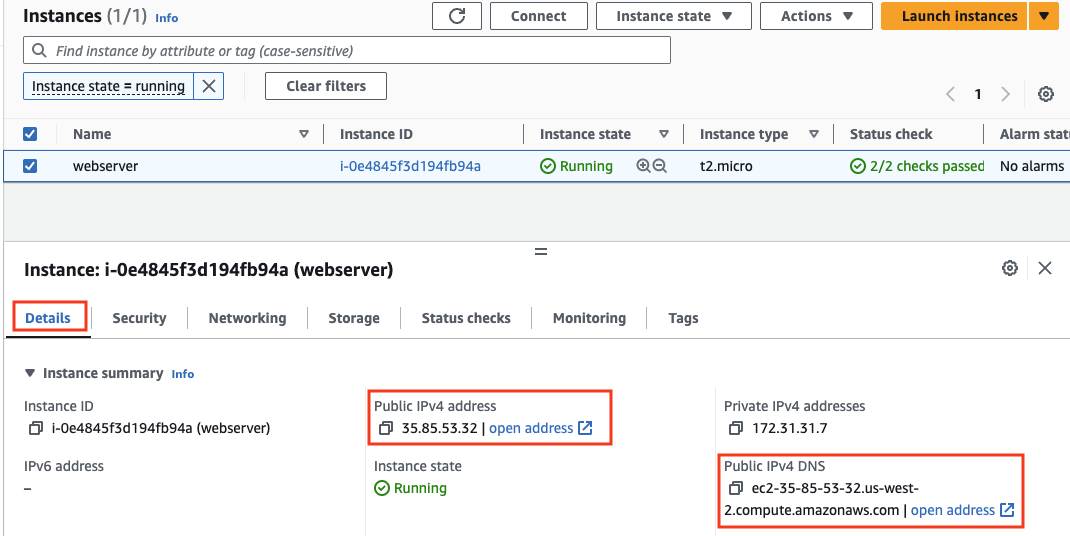 Instances (1/1) Info
Connect
Instance state
Actions
Launch instances
Find instance by attribute or tag (case-sensitive)
Instance state = running
Clear filters
1
Name Instance ID Instance state Instance type Status check Alarm stat
webserver i-0e4845f3d194fb94a Running t2.micro 2/2 checks passed No alarms
Instance: i-0e4845f3d194fb94a (webserver)
Details Security Networking Storage Status checks Monitoring Tags
Instance summary Info
Instance ID
i-0e4845f3d194fb94a (webserver)
Public IPv4 address
35.85.53.32 | open address
Private IPv4 addresses
172.31.31.7
IPv6 address
–
Instance state
Running
Public IPv4 DNS
ec2-35-85-53-32.us-west-
2.compute.amazonaws.com | open address